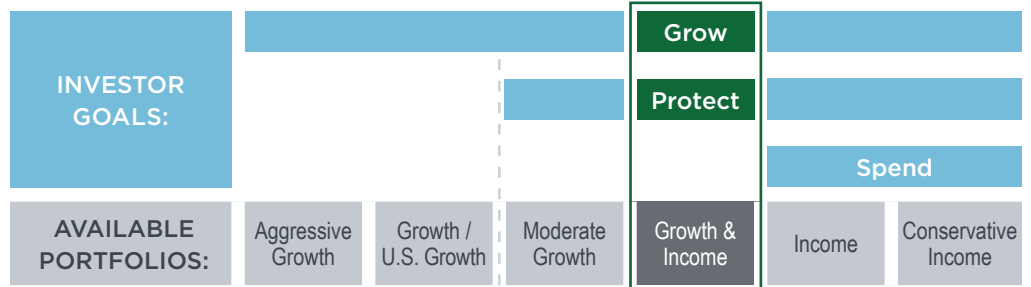 INVESTOR
GOALS:
Grow
Protect
Spend
AVAILABLE
PORTFOLIOS:
Aggressive
Growth
Growth /
U.S. Growth
Moderate
Growth
Growth &
Income
Income
Conservative
Income